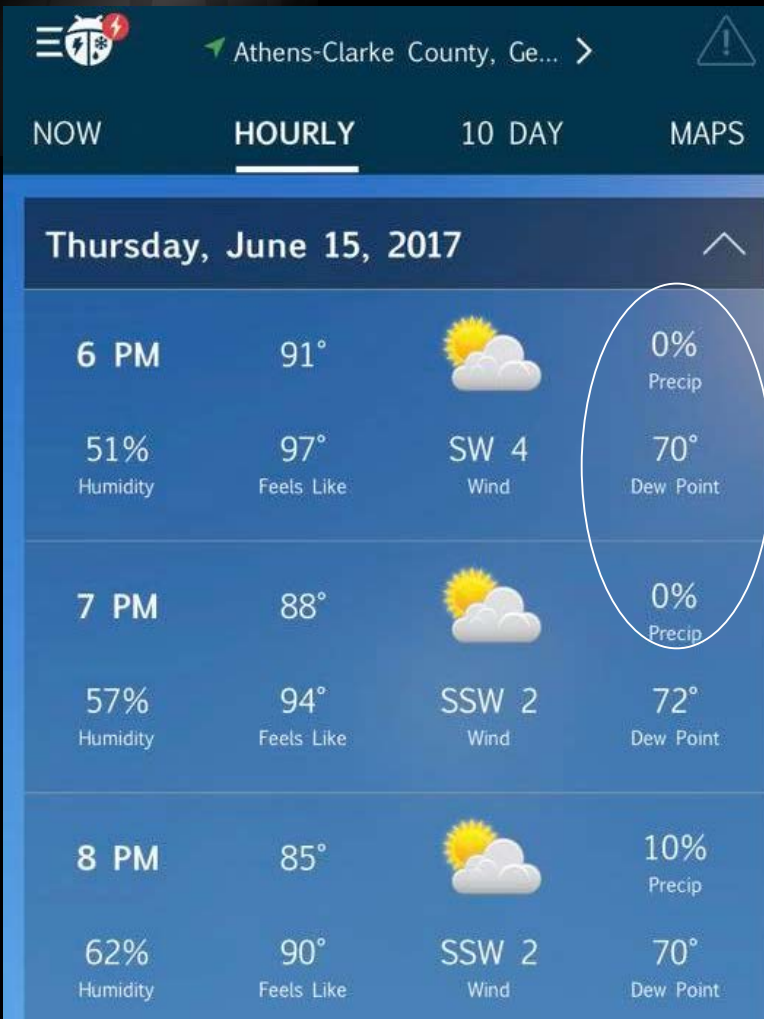 Athens-Clarke County, Ge... >
NOW HOURLY 10 DAY MAPS
Thursday, June 15, 2017
6 PM 91° 0%
Precip
51% 97° SW 4 70°
Humidity Feels Like Wind Dew Point
7 PM 88° 0%
Precip
57% 94° SSW 2 72°
Humidity Feels Like Wind Dew Point
8 PM 85° 10%
Precip
62% 90° SSW 2 70°
Humidity Feels Like Wind Dew Point